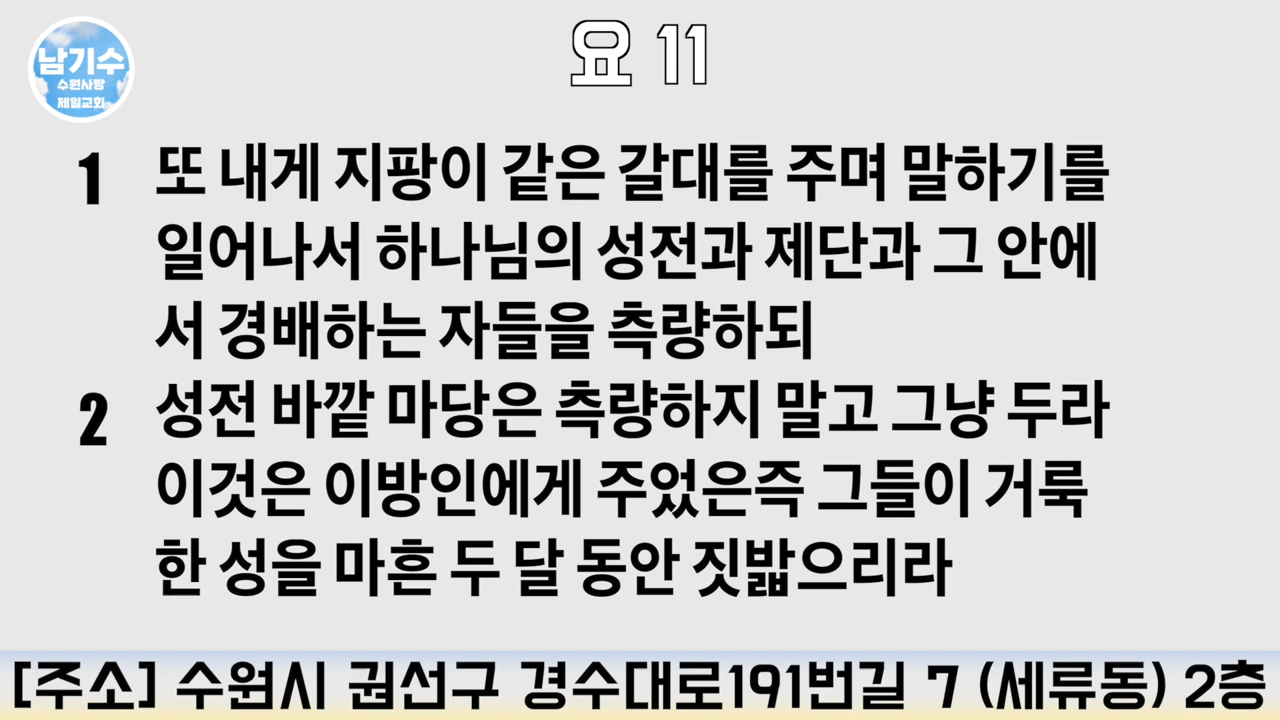 남기수
수원사랑
제일교회
요 11
1 또 내게 지팡이 같은 갈대를 주며 말하기를
일어나서 하나님의 성전과 제단과 그 안에
서 경배하는 자들을 측량하되
2 성전 바깥 마당은 측량하지 말고 그냥 두라
이것은 이방인에게 주었은즉 그들이 거룩
한 성을 마흔 두 달 동안 짓밟으리라
[주소] 수원시 권선구 경수대로191번길 7 (세류동) 2층